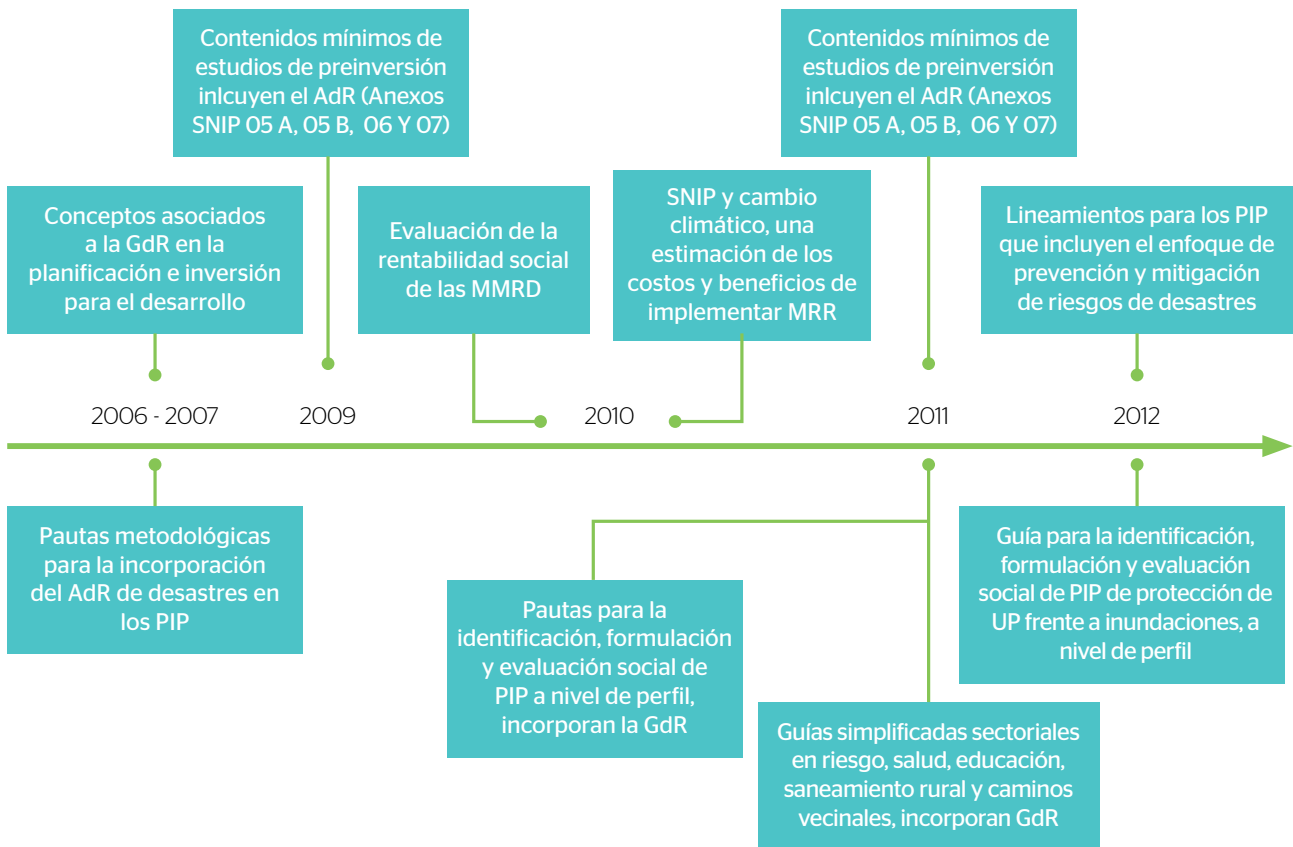 Contenidos mínimos de
estudios de preinversión
inlcuyen el AdR (Anexos
SNIP 05 A, 05 B, 06 Y 07)
Contenidos mínimos de
estudios de preinversión
inlcuyen el AdR (Anexos
SNIP 05 A, 05 B, 06 Y 07)
Conceptos asociados
a la GdR en la
planificación e inversión
para el desarrollo
Evaluación de la
rentabilidad social
de las MMRD
SNIP y cambio
climático, una
estimación de los
costos y beneficios de
implementar MRR
Lineamientos para los PIP
que incluyen el enfoque de
prevención y mitigación
de riesgos de desastres
2006 - 2007
2009
2010
2011
2012
Pautas metodológicas
para la incorporación
del AdR de desastres en
los PIP
Pautas para la
identificación, formulación
y evaluación social de
PIP a nivel de perfil,
incorporan la GdR
Guías simplificadas sectoriales
en riesgo, salud, educación,
saneamiento rural y caminos
vecinales, incorporan GdR
Guía para la identificación,
formulación y evaluación
social de PIP de protección de
UP frente a inundaciones, a
nivel de perfil